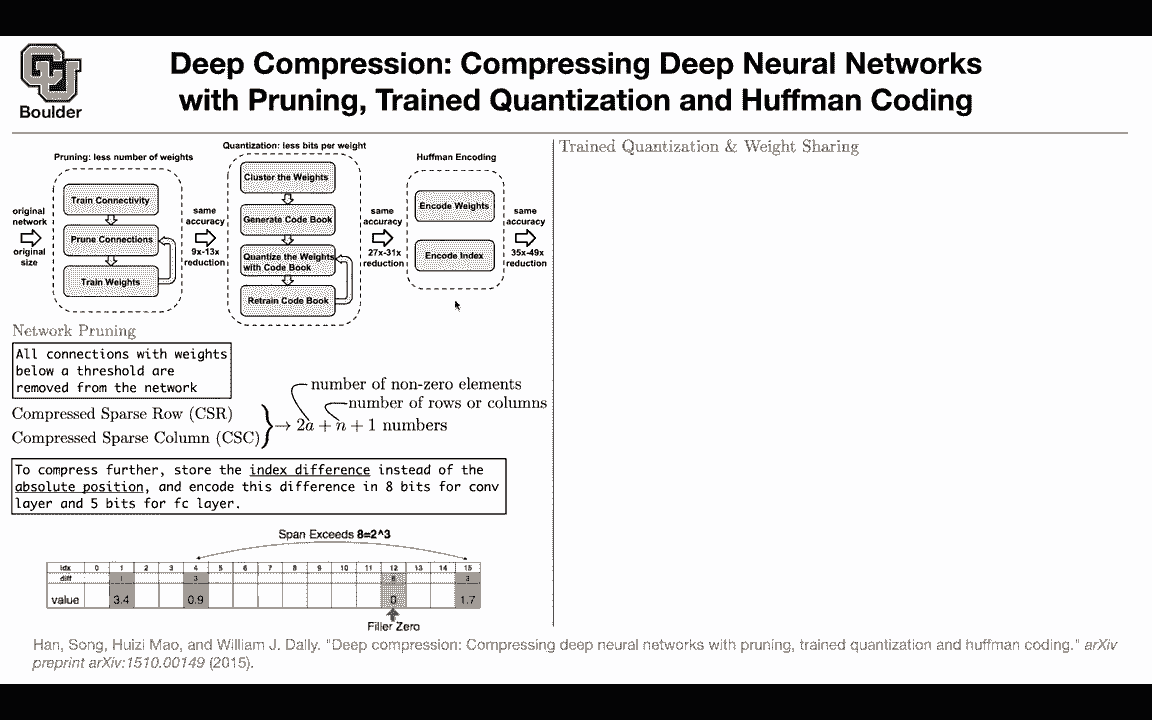 Boulder
Deep Compression: Compressing Deep Neural Networks
with Pruning, Trained Quantization and Huffman Coding
Pruning: less number of weights
Quantization: less bits per weight
Huffman Encoding
original
network
original
size
Train Connectivity
Prune Connections
Train Weights
same
accuracy
9x-13x
reduction
Cluster the Weights
Generate Code Book
Quantize the Weights
with Code Book
Retrain Code Book
same
accuracy
27x-31x
reduction
Encode Weights
Encode Index
same
accuracy
35x-49x
reduction
Network Pruning
All connections with weights
below a threshold are
removed from the network
Compressed Sparse Row (CSR)
Compressed Sparse Column (CSC)
number of non-zero elements
number of rows or columns
→ 2a + n + 1 numbers
To compress further, store the index difference instead of the
absolute position, and encode this difference in 8 bits for conv
layer and 5 bits for fc layer.
Span Exceeds 8=2^3
idx 0 1 2 3 4 5 6 7 8 9 10 11 12 13 14 15
diff 1 3 8 3
value 3.4 0.9 0 1.7
Filler Zero
Trained Quantization & Weight Sharing
Han, Song, Huizi Mao, and William J. Dally. "Deep compression: Compressing deep neural networks with pruning, trained quantization and huffman coding." arXiv
preprint arXiv:1510.00149 (2015).